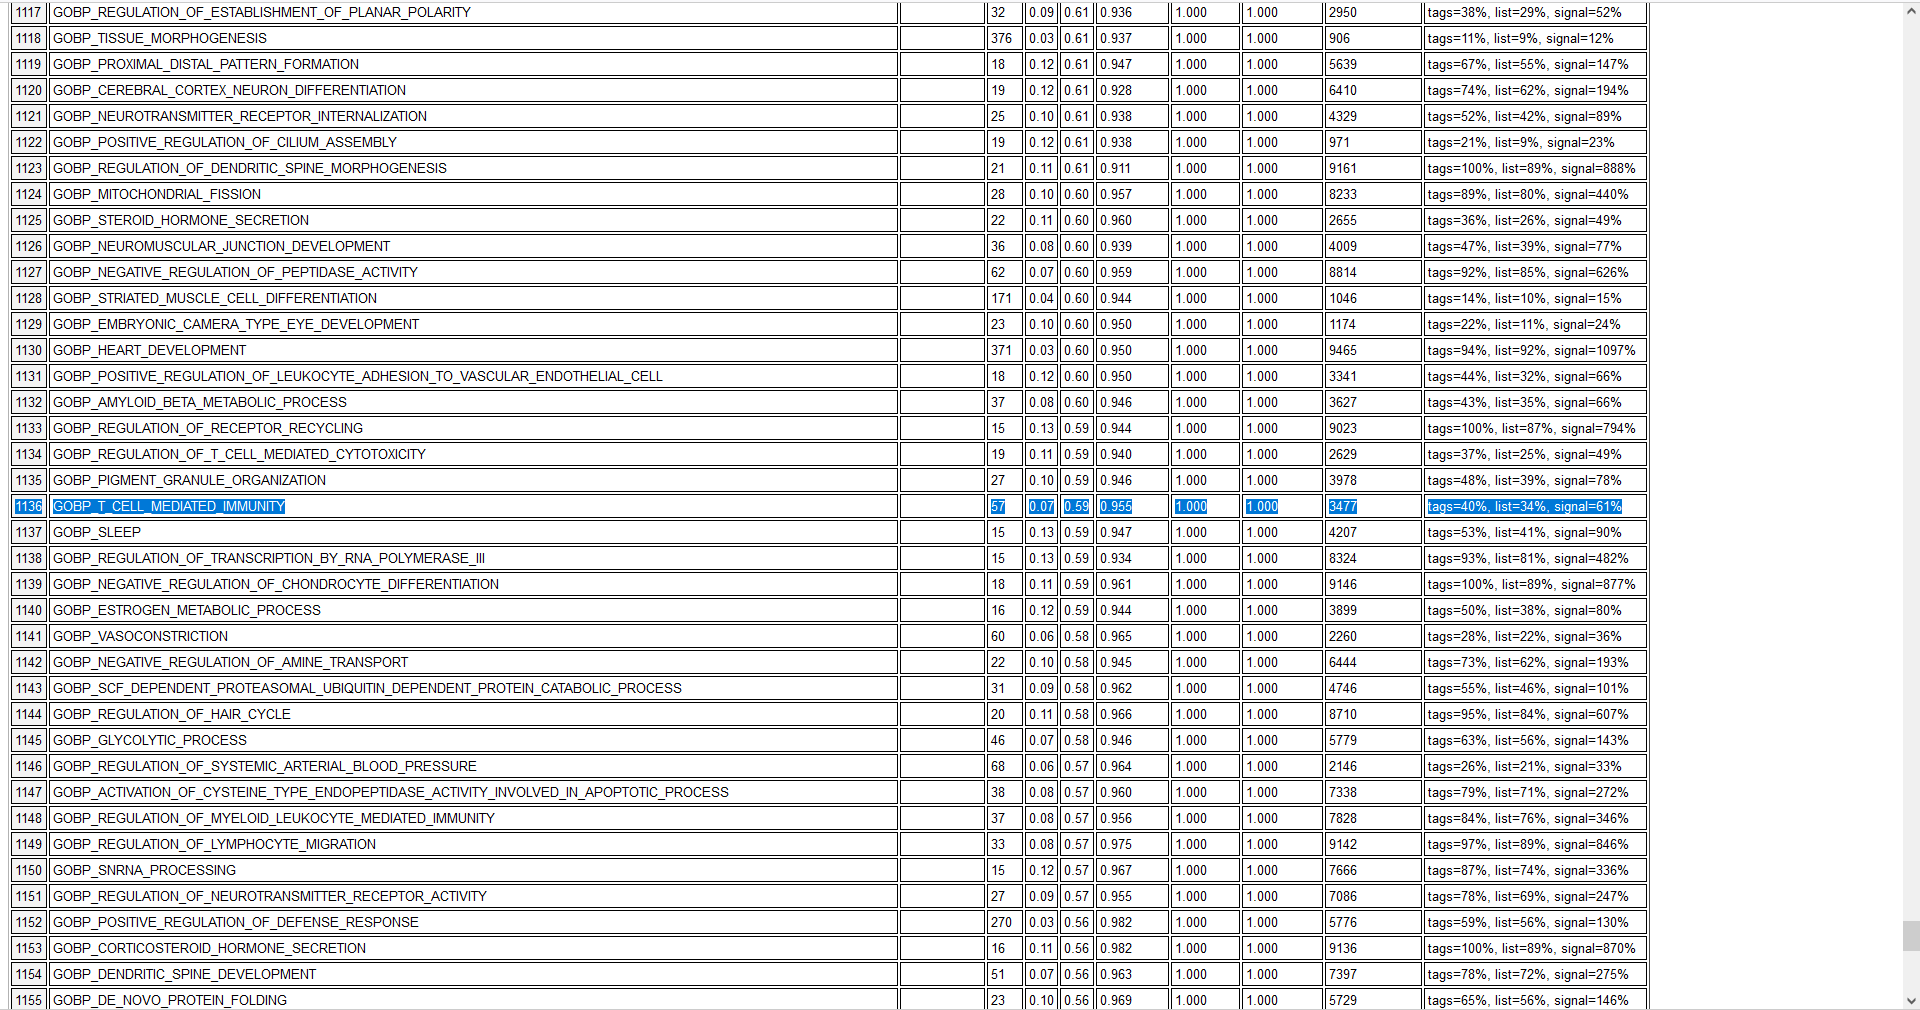 1117 GOBP_REGULATION_OF_ESTABLISHMENT_OF_PLANAR_POLARITY 32 0.09 0.61 0.936 1.000 1.000 2950 tags=38%, list=29%, signal=52%
1118 GOBP_TISSUE_MORPHOGENESIS 376 0.03 0.61 0.937 1.000 1.000 906 tags=11%, list=9%, signal=12%
1119 GOBP_PROXIMAL_DISTAL_PATTERN_FORMATION 18 0.12 0.61 0.947 1.000 1.000 5639 tags=67%, list=55%, signal=147%
1120 GOBP_CEREBRAL_CORTEX_NEURON_DIFFERENTIATION 19 0.12 0.61 0.928 1.000 1.000 6410 tags=74%, list=62%, signal=194%
1121 GOBP_NEUROTRANSMITTER_RECEPTOR_INTERNALIZATION 25 0.10 0.61 0.938 1.000 1.000 4329 tags=52%, list=42%, signal=89%
1122 GOBP_POSITIVE_REGULATION_OF_CILIUM_ASSEMBLY 19 0.12 0.61 0.938 1.000 1.000 971 tags=21%, list=9%, signal=23%
1123 GOBP_REGULATION_OF_DENDRITIC_SPINE_MORPHOGENESIS 21 0.11 0.61 0.911 1.000 1.000 9161 tags=100%, list=89%, signal=888%
1124 GOBP_MITOCHONDRIAL_FISSION 28 0.10 0.60 0.957 1.000 1.000 8233 tags=89%, list=80%, signal=440%
1125 GOBP_STEROID_HORMONE_SECRETION 22 0.11 0.60 0.960 1.000 1.000 2655 tags=36%, list=26%, signal=49%
1126 GOBP_NEUROMUSCULAR_JUNCTION_DEVELOPMENT 36 0.08 0.60 0.939 1.000 1.000 4009 tags=47%, list=39%, signal=77%
1127 GOBP_NEGATIVE_REGULATION_OF_PEPTIDASE_ACTIVITY 62 0.07 0.60 0.959 1.000 1.000 8814 tags=92%, list=85%, signal=626%
1128 GOBP_STRIATED_MUSCLE_CELL_DIFFERENTIATION 171 0.04 0.60 0.944 1.000 1.000 1046 tags=14%, list=10%, signal=15%
1129 GOBP_EMBRYONIC_CAMERA_TYPE_EYE_DEVELOPMENT 23 0.10 0.60 0.950 1.000 1.000 1174 tags=22%, list=11%, signal=24%
1130 GOBP_HEART_DEVELOPMENT 371 0.03 0.60 0.950 1.000 1.000 9465 tags=94%, list=92%, signal=1097%
1131 GOBP_POSITIVE_REGULATION_OF_LEUKOCYTE_ADHESION_TO_VASCULAR_ENDOTHELIAL_CELL 18 0.12 0.60 0.950 1.000 1.000 3341 tags=44%, list=32%, signal=66%
1132 GOBP_AMYLOID_BETA_METABOLIC_PROCESS 37 0.08 0.60 0.946 1.000 1.000 3627 tags=43%, list=35%, signal=66%
1133 GOBP_REGULATION_OF_RECEPTOR_RECYCLING 15 0.13 0.59 0.944 1.000 1.000 9023 tags=100%, list=87%, signal=794%
1134 GOBP_REGULATION_OF_T_CELL_MEDIATED_CYTOTOXICITY 19 0.11 0.59 0.940 1.000 1.000 2629 tags=37%, list=25%, signal=49%
1135 GOBP_PIGMENT_GRANULE_ORGANIZATION 27 0.10 0.59 0.946 1.000 1.000 3978 tags=48%, list=39%, signal=78%
1136 GOBP_T_CELL_MEDIATED_IMMUNITY 57 0.07 0.59 0.955 1.000 1.000 3477 tags=40%, list=34%, signal=61%
1137 GOBP_SLEEP 15 0.13 0.59 0.947 1.000 1.000 4207 tags=53%, list=41%, signal=90%
1138 GOBP_REGULATION_OF_TRANSCRIPTION_BY_RNA_POLYMERASE_III 15 0.13 0.59 0.934 1.000 1.000 8324 tags=93%, list=81%, signal=482%
1139 GOBP_NEGATIVE_REGULATION_OF_CHONDROCYTE_DIFFERENTIATION 18 0.11 0.59 0.961 1.000 1.000 9146 tags=100%, list=89%, signal=877%
1140 GOBP_ESTROGEN_METABOLIC_PROCESS 16 0.12 0.59 0.944 1.000 1.000 3899 tags=50%, list=38%, signal=80%
1141 GOBP_VASOCONSTRICTION 60 0.06 0.58 0.965 1.000 1.000 2260 tags=28%, list=22%, signal=36%
1142 GOBP_NEGATIVE_REGULATION_OF_AMINE_TRANSPORT 22 0.10 0.58 0.945 1.000 1.000 6444 tags=73%, list=62%, signal=193%
1143 GOBP_SCF_DEPENDENT_PROTEASOMAL_UBIQUITIN_DEPENDENT_PROTEIN_CATABOLIC_PROCESS 31 0.09 0.58 0.962 1.000 1.000 4746 tags=55%, list=46%, signal=101%
1144 GOBP_REGULATION_OF_HAIR_CYCLE 20 0.11 0.58 0.966 1.000 1.000 8710 tags=95%, list=84%, signal=607%
1145 GOBP_GLYCOLYTIC_PROCESS 46 0.07 0.58 0.946 1.000 1.000 5779 tags=63%, list=56%, signal=143%
1146 GOBP_REGULATION_OF_SYSTEMIC_ARTERIAL_BLOOD_PRESSURE 68 0.06 0.57 0.964 1.000 1.000 2146 tags=26%, list=21%, signal=33%
1147 GOBP_ACTIVATION_OF_CYSTEINE_TYPE_ENDOPEPTIDASE_ACTIVITY_INVOLVED_IN_APOPTOTIC_PROCESS 38 0.08 0.57 0.960 1.000 1.000 7338 tags=79%, list=71%, signal=272%
1148 GOBP_REGULATION_OF_MYELOID_LEUKOCYTE_MEDIATED_IMMUNITY 37 0.08 0.57 0.956 1.000 1.000 7828 tags=84%, list=76%, signal=346%
1149 GOBP_REGULATION_OF_LYMPHOCYTE_MIGRATION 33 0.08 0.57 0.975 1.000 1.000 9142 tags=97%, list=89%, signal=846%
1150 GOBP_SNRNA_PROCESSING 15 0.12 0.57 0.967 1.000 1.000 7666 tags=87%, list=74%, signal=336%
1151 GOBP_REGULATION_OF_NEUROTRANSMITTER_RECEPTOR_ACTIVITY 27 0.09 0.57 0.955 1.000 1.000 7086 tags=78%, list=69%, signal=247%
1152 GOBP_POSITIVE_REGULATION_OF_DEFENSE_RESPONSE 270 0.03 0.56 0.982 1.000 1.000 5776 tags=59%, list=56%, signal=130%
1153 GOBP_CORTICOSTEROID_HORMONE_SECRETION 16 0.11 0.56 0.982 1.000 1.000 9136 tags=100%, list=89%, signal=870%
1154 GOBP_DENDRITIC_SPINE_DEVELOPMENT 51 0.07 0.56 0.963 1.000 1.000 7397 tags=78%, list=72%, signal=275%
1155 GOBP_DE_NOVO_PROTEIN_FOLDING 23 0.10 0.56 0.969 1.000 1.000 5729 tags=65%, list=56%, signal=146%